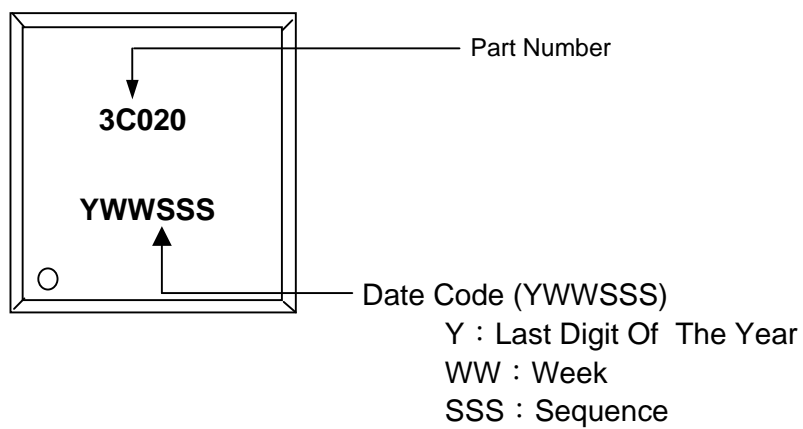 Part Number
3C020
YWWSSS
Date Code (YWWSSS)
Y：Last Digit Of The Year
WW：Week
SSS：Sequence